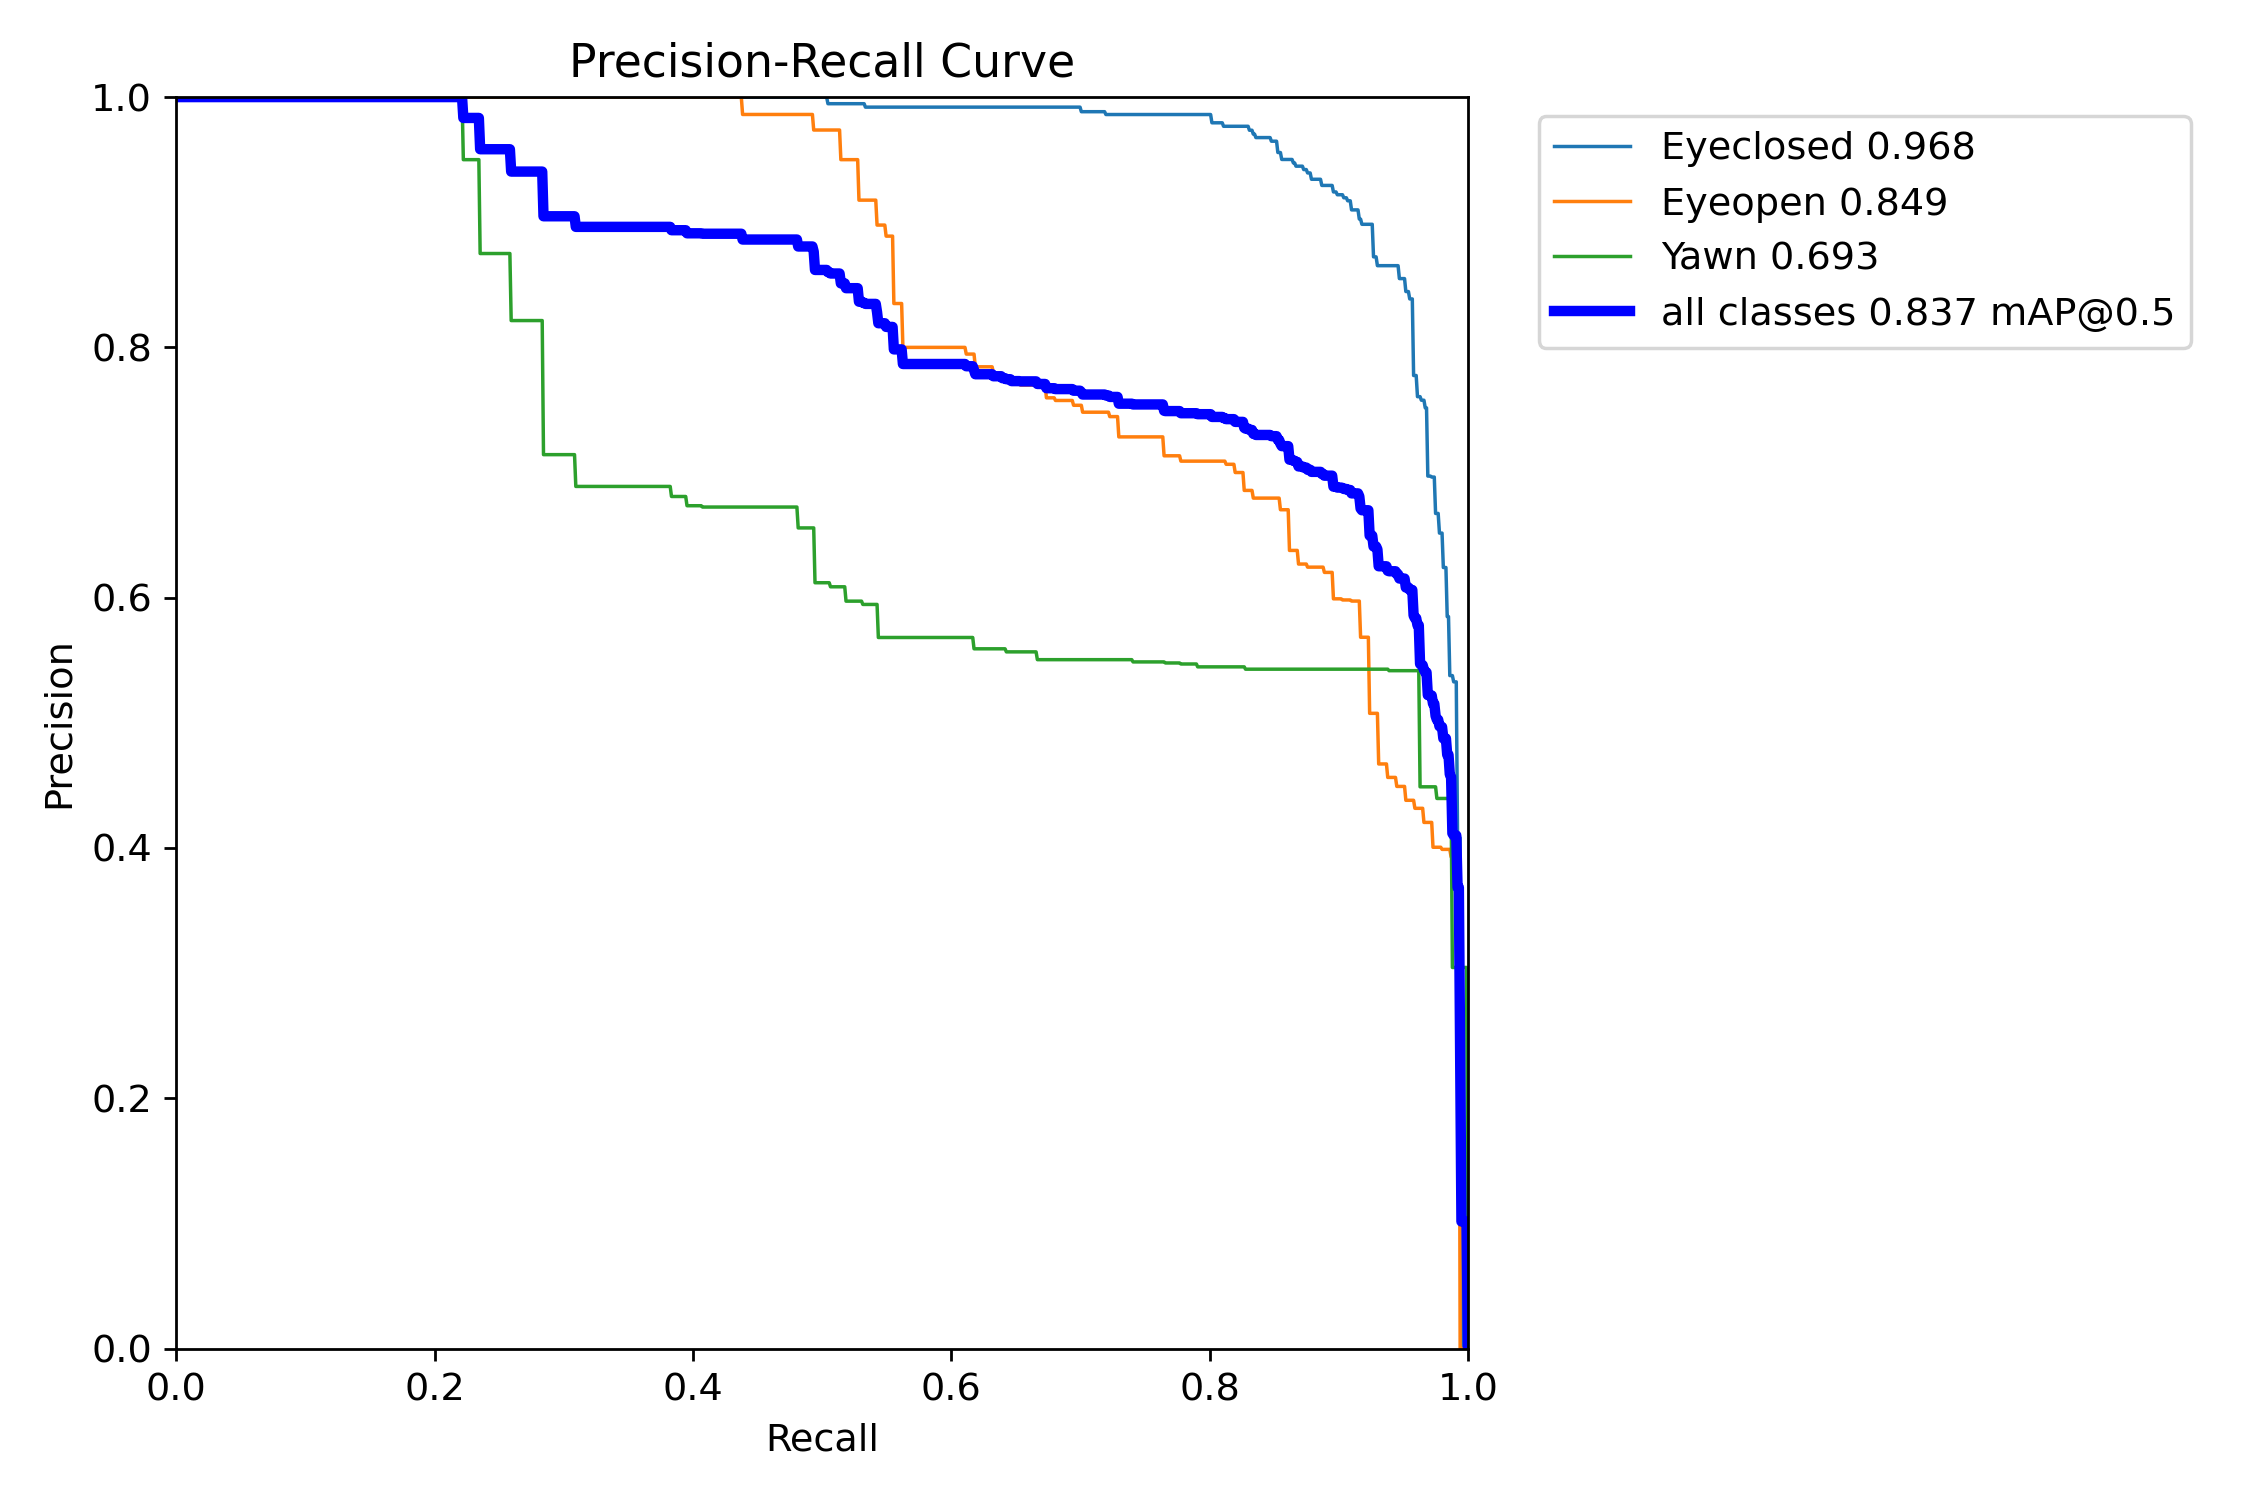 Precision-Recall Curve
1.0
0.8
0.6
0.4
0.2
0.0
Precision
0.0 0.2 0.4 0.6 0.8 1.0
Recall
Eyeclosed 0.968
Eyeopen 0.849
Yawn 0.693
all classes 0.837 mAP@0.5